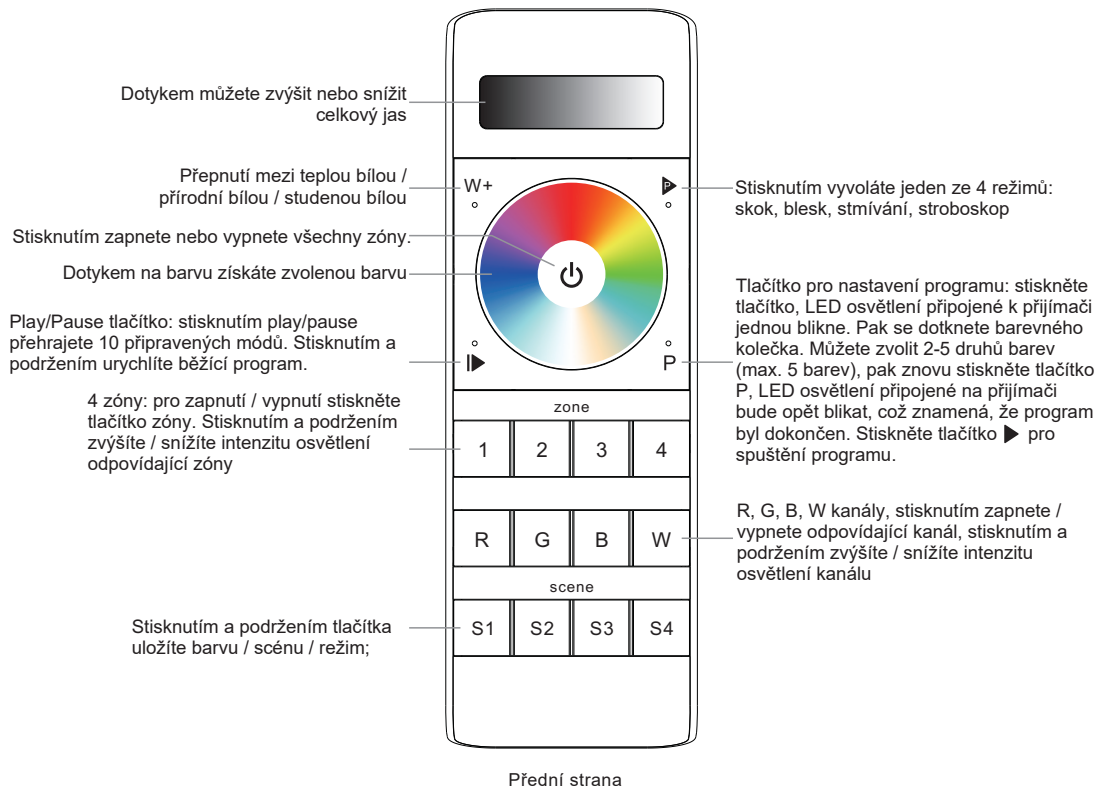 Dotykem můžete zvýšit nebo snížit
celkový jas
Přepnutí mezi teplou bílou /
přírodní bílou / studenou bílou
Stisknutím zapnete nebo vypnete všechny zóny.
Dotykem na barvu získáte zvolenou barvu
Play/Pause tlačítko: stisknutím play/pause
přehrajete 10 připravených módů. Stisknutím a
podržením urychlíte běžící program.
4 zóny: pro zapnutí / vypnutí stiskněte
tlačítko zóny. Stisknutím a podržením
zvýšíte / snížíte intenzitu osvětlení
odpovídající zóny
Stisknutím a podržením tlačítka
uložíte barvu / scénu / režim;
W+
P
P
zone
1 2 3 4
R G B W
scene
S1 S2 S3 S4
Stisknutím vyvoláte jeden ze 4 režimů:
skok, blesk, stmívání, stroboskop
Tlačítko pro nastavení programu: stiskněte
tlačítko, LED osvětlení připojené k přijímači
jednou blikne. Pak se dotknete barevného
kolečka. Můžete zvolit 2-5 druhů barev
(max. 5 barev), pak znovu stiskněte tlačítko
P, LED osvětlení připojené na přijímači
bude opět blikat, což znamená, že program
byl dokončen. Stiskněte tlačítko ▶ pro
spuštění programu.
R, G, B, W kanály, stisknutím zapnete /
vypnete odpovídající kanál, stisknutím a
podržením zvýšíte / snížíte intenzitu
osvětlení kanálu
Přední strana